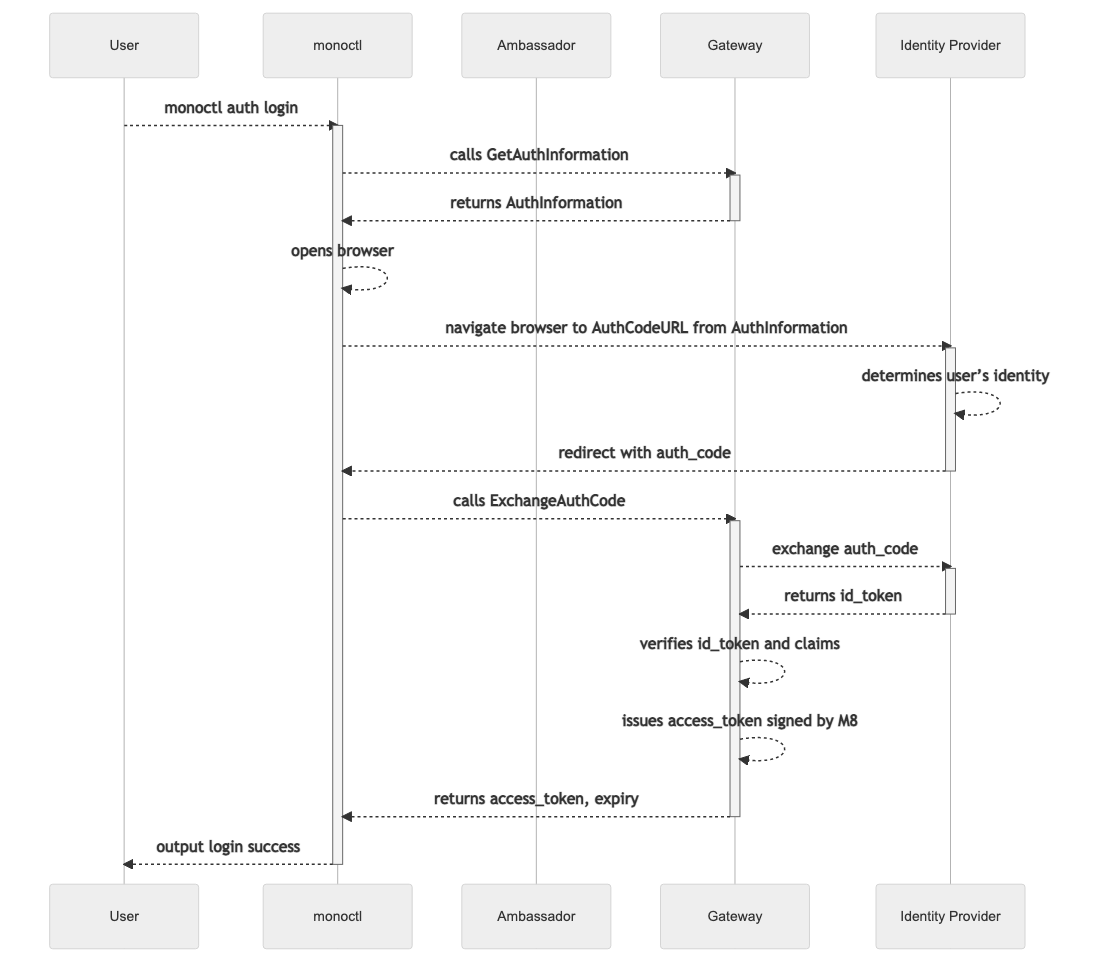 User
monoctl
Ambassador
Gateway
Identity Provider
monoctl auth login
calls GetAuthInformation
returns AuthInformation
opens browser
navigate browser to AuthCodeURL from AuthInformation
determines user’s identity
redirect with auth_code
calls ExchangeAuthCode
exchange auth_code
returns id_token
verifies id_token and claims
issues access_token signed by M8
returns access_token, expiry
output login success
User
monoctl
Ambassador
Gateway
Identity Provider